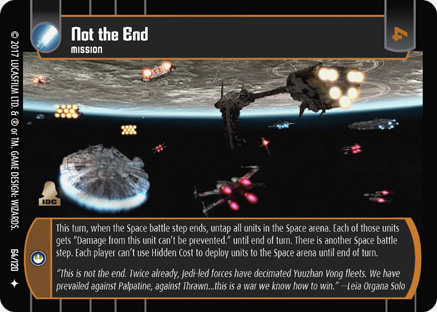 Not the End
MISSION
4
This turn, when the Space battle step ends, untap all units in the Space arena. Each of those units
gets "Damage from this unit can't be prevented." until end of turn. There is another Space battle
step. Each player can't use Hidden Cost to deploy units to the Space arena until end of turn.
"This is not the end. Twice already, Jedi-led forces have decimated Yuuzhan Vong fleets. We have
prevailed against Palpatine, against Thrawn...this is a war we know how to win." —Leia Organa Solo
© 2017 LUCASFILM LTD. & ® or TM. GAME DESIGN: WIZARDS.
64/120